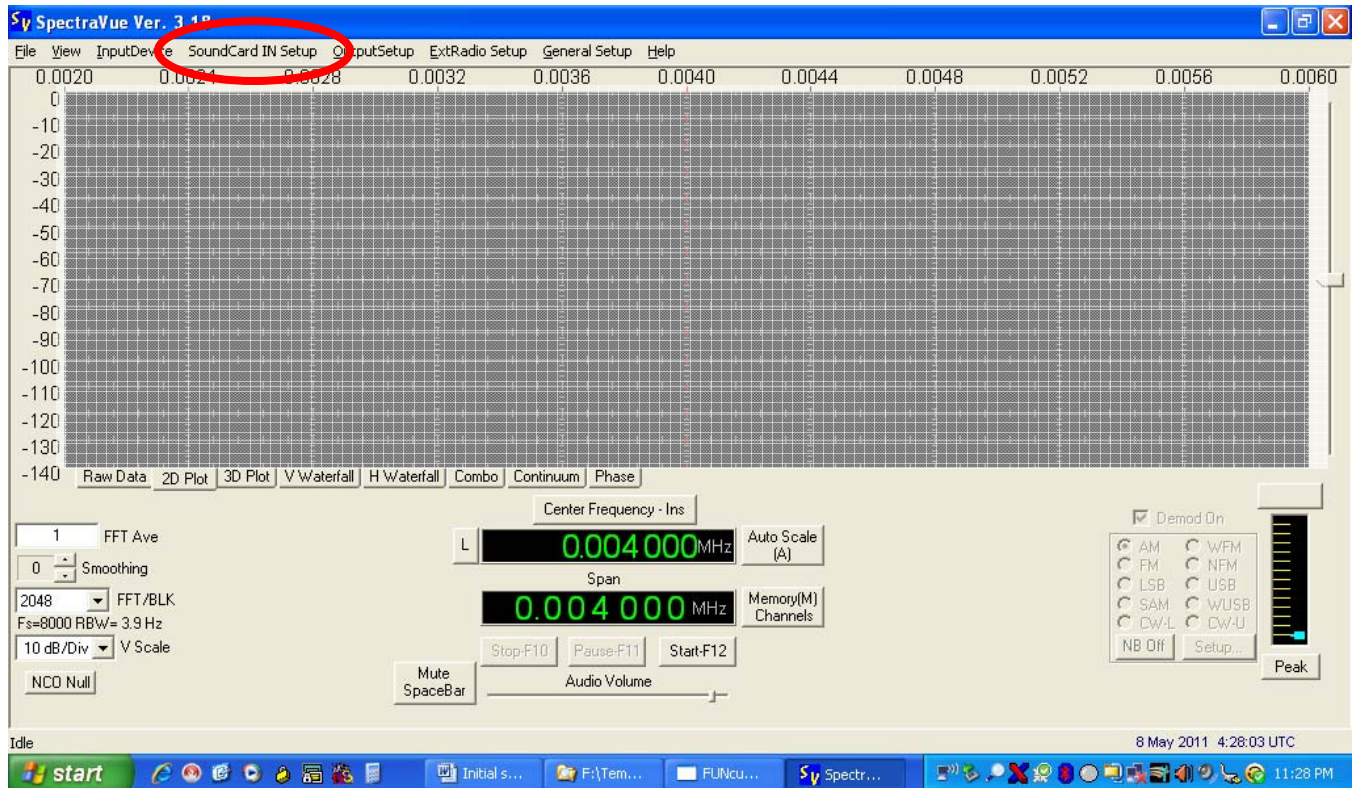 SpectraVue Ver. 3.18
File View InputDevice SoundCard IN Setup OutputSetup ExtRadio Setup General Setup Help
0.0020 0.0024 0.0028 0.0032 0.0036 0.0040 0.0044 0.0048 0.0052 0.0056 0.0060
0
-10
-20
-30
-40
-50
-60
-70
-80
-90
-100
-110
-120
-130
-140
Raw Data 2D Plot 3D Plot V Waterfall H Waterfall Combo Continuum Phase
Center Frequency - Ins
1 FFT Ave
L 0.004000MHz Auto Scale
(A)
0 Smoothing
Span
2048 FFT/BLK
0.004000 MHz Memory(M)
Channels
Fs=8000 RBW= 3.9 Hz
10 dB/Div V Scale
Stop-F10 Pause-F11 Start-F12
NCO Null
Mute
SpaceBar
Audio Volume
Demod On
AM WFM
FM NFM
LSB USB
SAM WUSB
CW-L CW-U
NB Off Setup...
Peak
Idle
8 May 2011 4:28:03 UTC
start Initial s... F:\Tem... FUNcu... Spectr... 11:28 PM